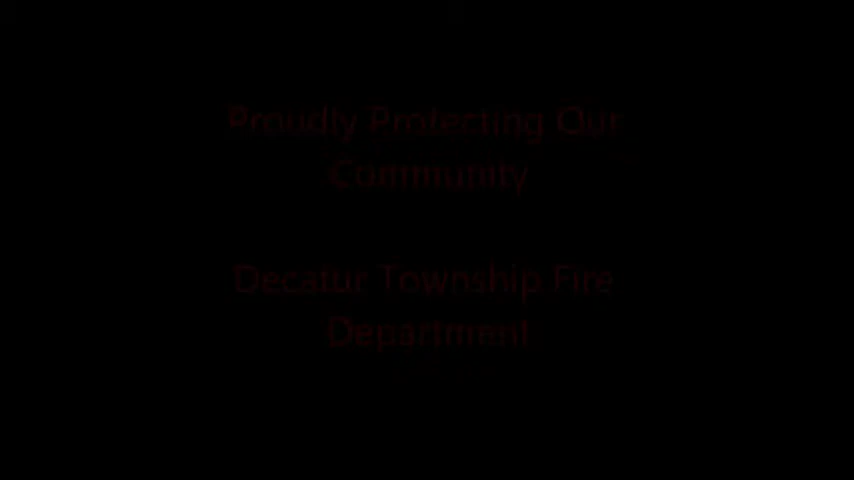 Proudly Protecting Our
Community
Decatur Township Fire
Department